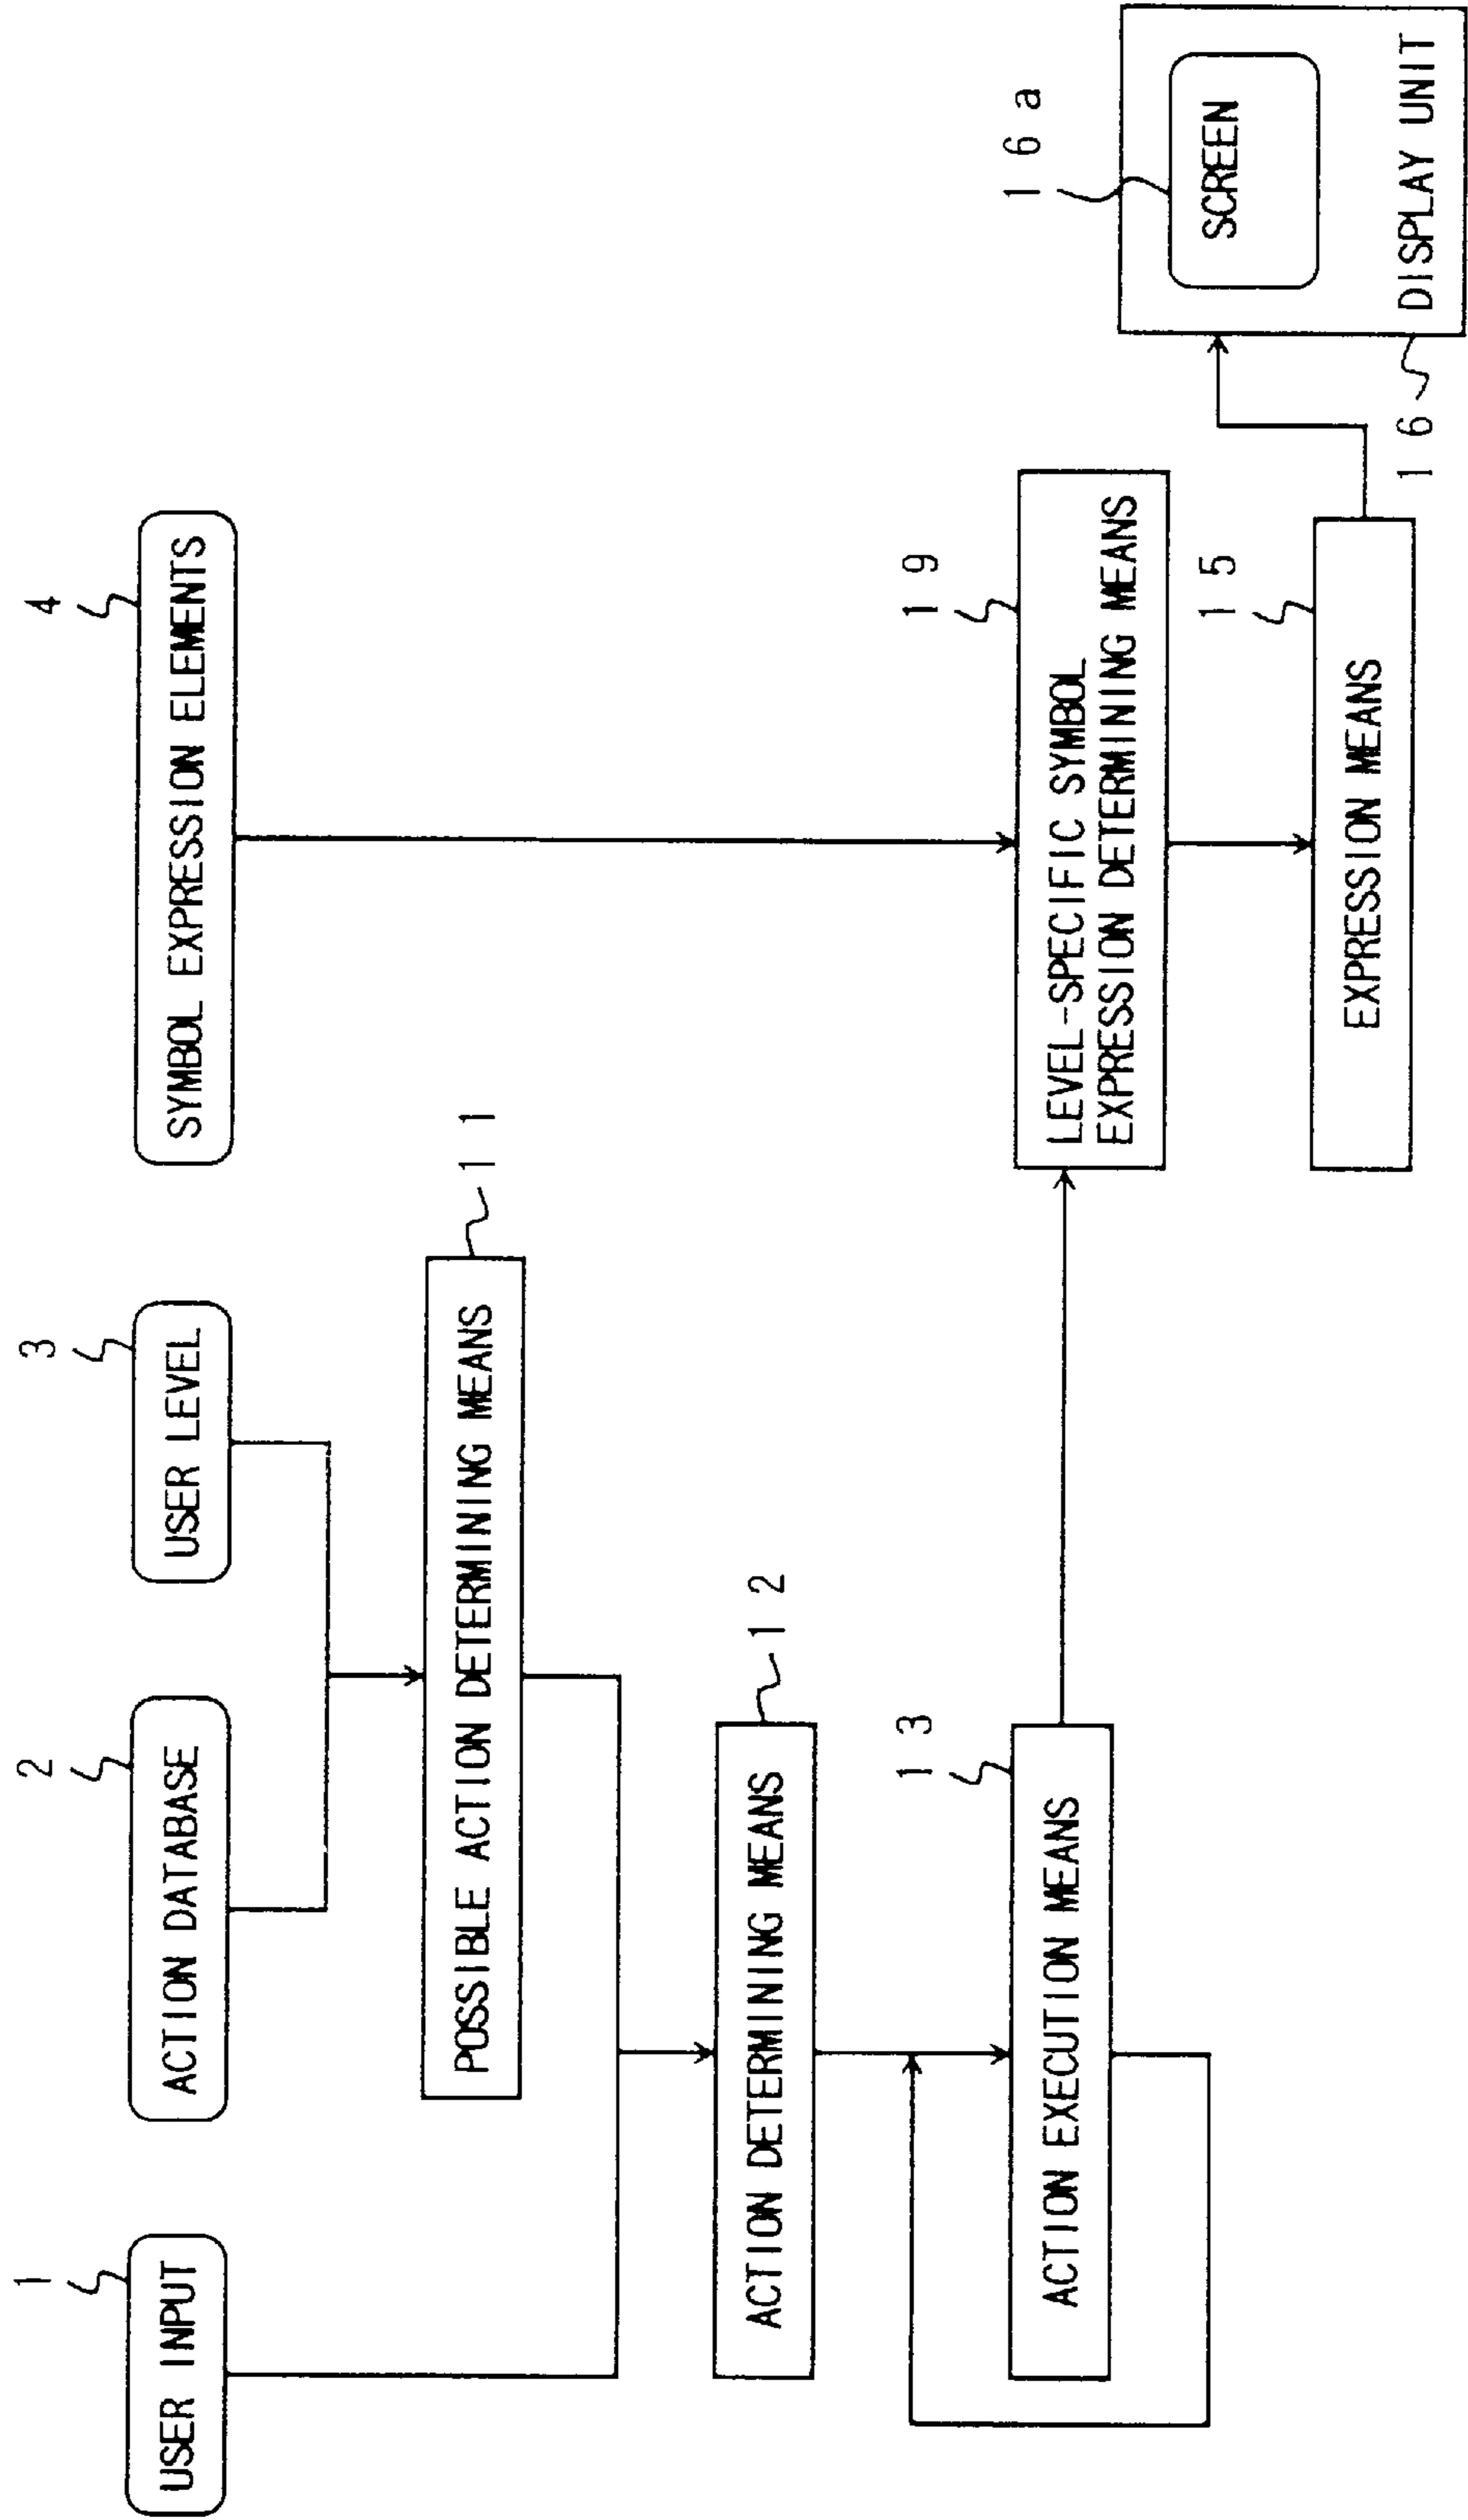 1
USER INPUT
2
ACTION DATABASE
3
USER LEVEL
4
SYMBOL EXPRESSION ELEMENTS
11
POSSIBLE ACTION DETERMINING MEANS
12
ACTION DETERMINING MEANS
13
ACTION EXECUTION MEANS
19
LEVEL-SPECIFIC SYMBOL
EXPRESSION DETERMINING MEANS
15
EXPRESSION MEANS
16a
SCREEN
DISPLAY UNIT
16